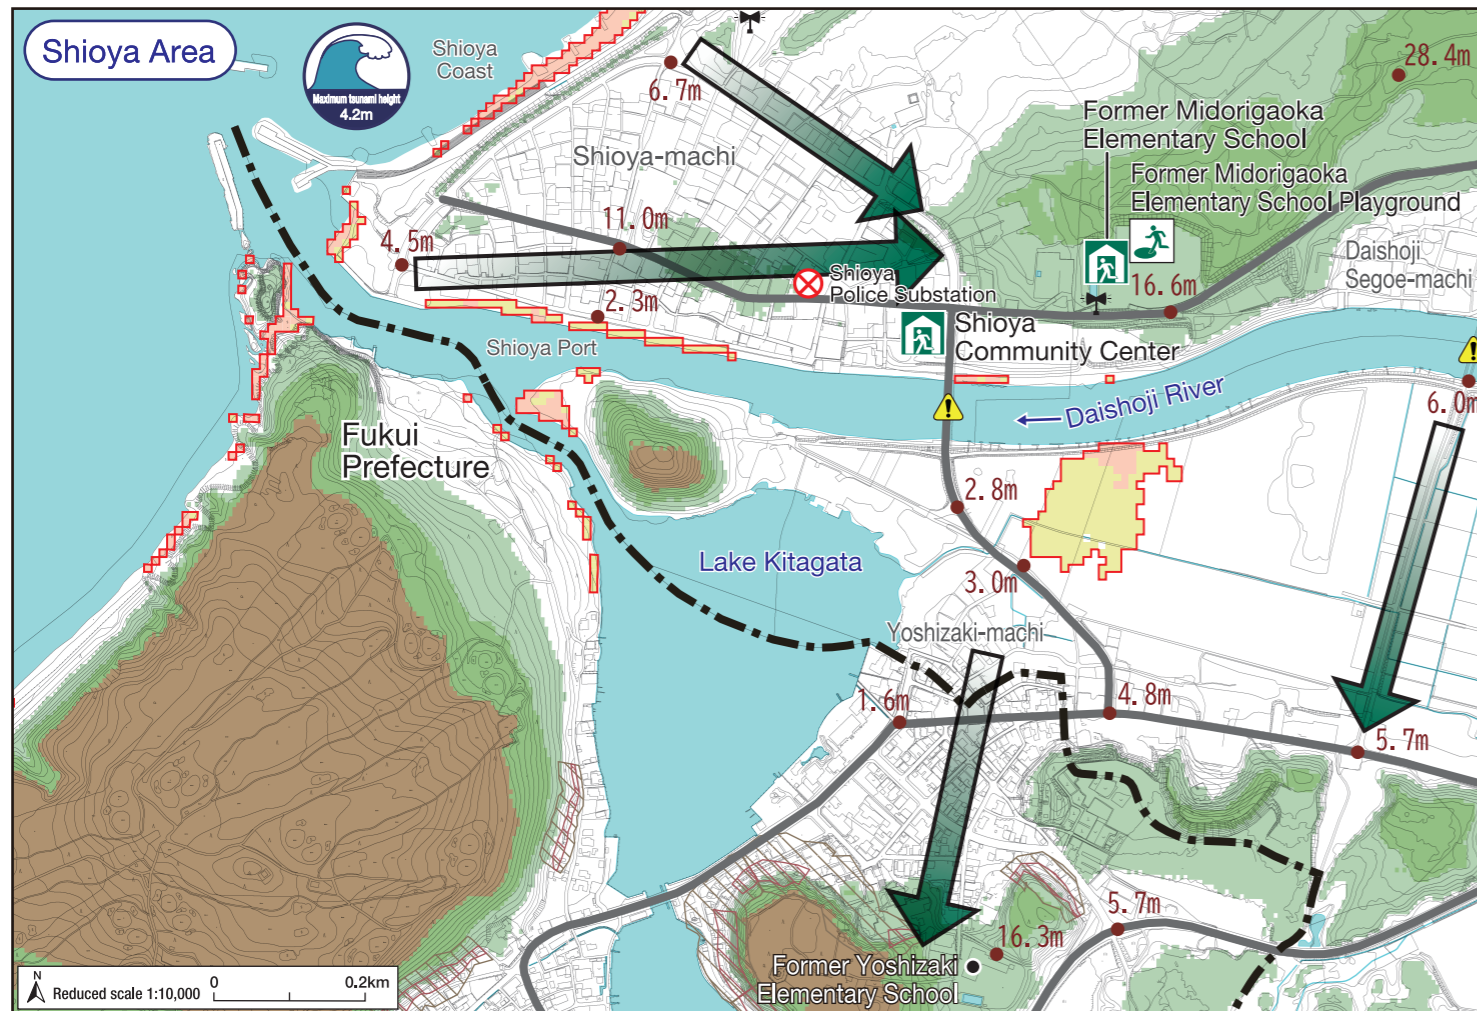 Shioya Area
Maximum tsunami height
4.2m
Shioya
Coast
6.7m
28.4m
Former Midorigaoka
Elementary School
Former Midorigaoka
Elementary School Playground
Shioya-machi
11.0m
4.5m
Shioya
Police Substation
16.6m
Daishoji
Segoe-machi
2.3m
Shioya Port
Shioya
Community Center
← Daishoji River
6.0m
Fukui
Prefecture
2.8m
Lake Kitagata
3.0m
Yoshizaki-machi
1.6m
4.8m
5.7m
5.7m
16.3m
Former Yoshizaki
Elementary School
N
Reduced scale 1:10,000
0
0.2km